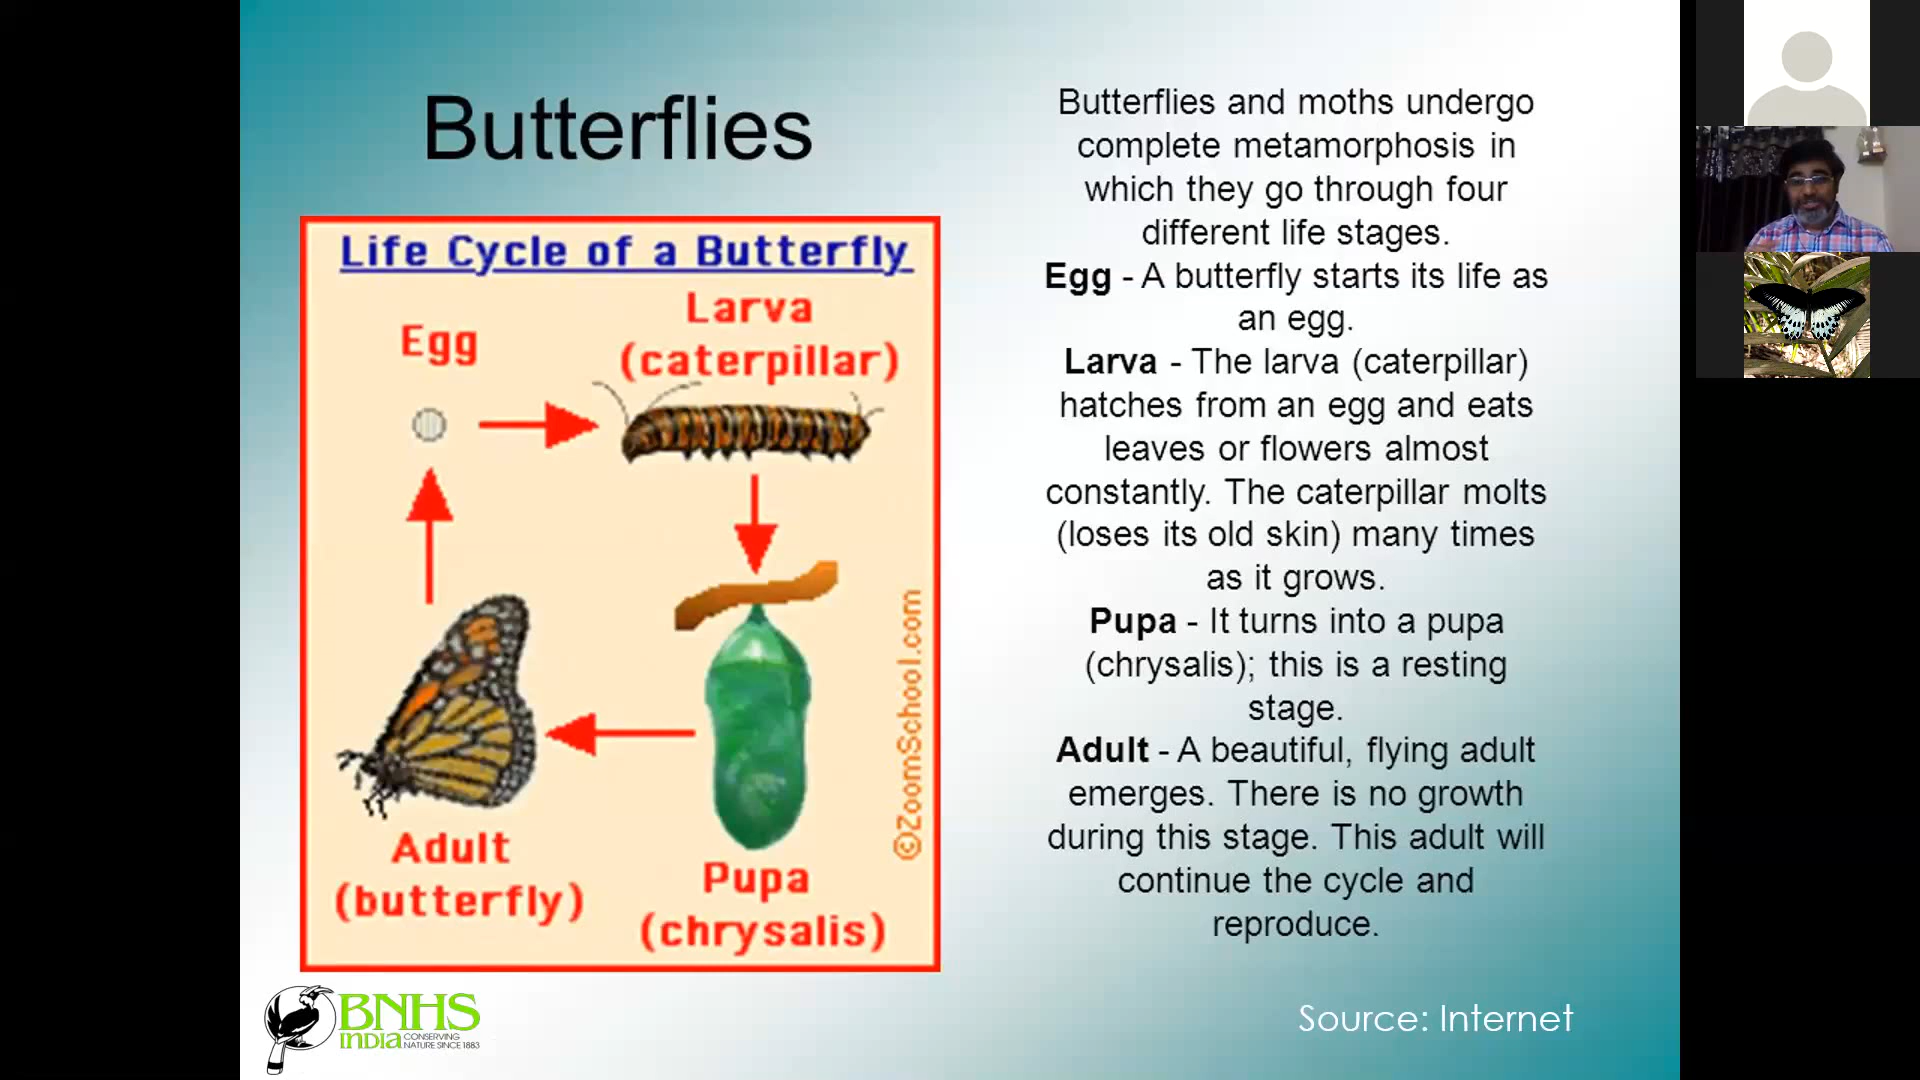 Butterflies
Life Cycle of a Butterfly
Egg
Larva
(caterpillar)
Adult
(butterfly)
Pupa
(chrysalis)
©ZoomSchool.com
Butterflies and moths undergo
complete metamorphosis in
which they go through four
different life stages.
Egg - A butterfly starts its life as
an egg.
Larva - The larva (caterpillar)
hatches from an egg and eats
leaves or flowers almost
constantly. The caterpillar molts
(loses its old skin) many times
as it grows.
Pupa - It turns into a pupa
(chrysalis); this is a resting
stage.
Adult - A beautiful, flying adult
emerges. There is no growth
during this stage. This adult will
continue the cycle and
reproduce.
BNHS
INDIA
CONSERVING
NATURE SINCE 1883
Source: Internet